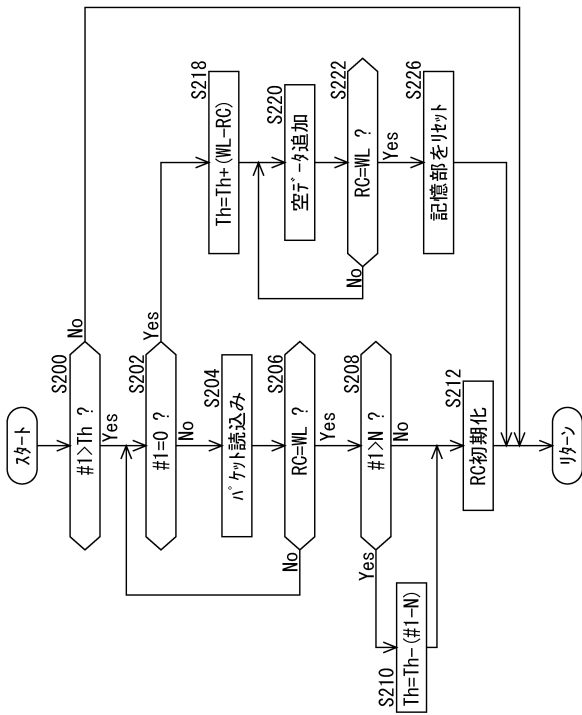 スタート
S200
#1>Th ?
No
Yes
S202
#1=0 ?
Yes
No
S204
パケット読込み
S206
RC=WL ?
No
Yes
S208
#1>N ?
Yes
No
S210
Th=Th-(#1-N)
S212
RC初期化
リターン
S218
Th=Th+(WL-RC)
S220
空データ追加
S222
RC=WL ?
No
Yes
S226
記憶部をリセット